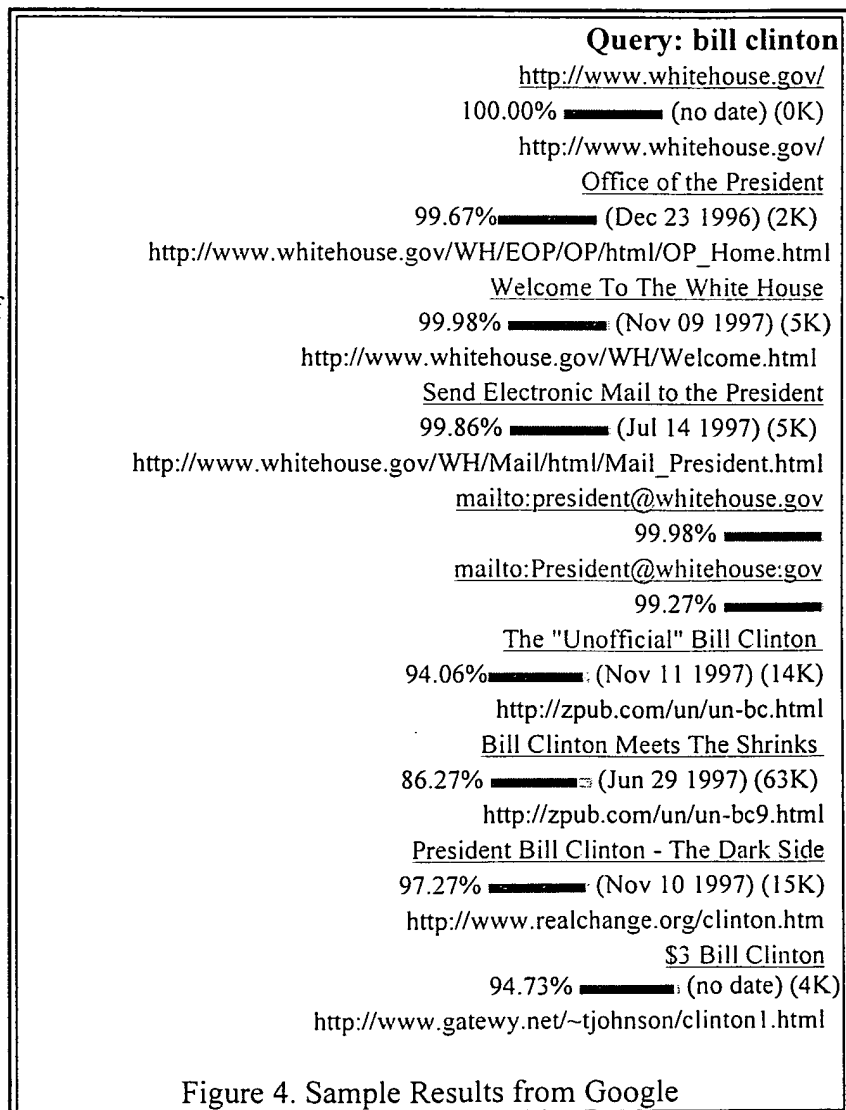 Query: bill clinton
http://www.whitehouse.gov/
100.00% (no date) (0K)
http://www.whitehouse.gov/
Office of the President
99.67% (Dec 23 1996) (2K)
http://www.whitehouse.gov/WH/EOP/OP/html/OP_Home.html
Welcome To The White House
99.98% (Nov 09 1997) (5K)
http://www.whitehouse.gov/WH/Welcome.html
Send Electronic Mail to the President
99.86% (Jul 14 1997) (5K)
http://www.whitehouse.gov/WH/Mail/html/Mail_President.html
mailto:president@whitehouse.gov
99.98%
mailto:President@whitehouse:gov
99.27%
The "Unofficial" Bill Clinton
94.06% (Nov 11 1997) (14K)
http://zpub.com/un/un-bc.html
Bill Clinton Meets The Shrinks
86.27% (Jun 29 1997) (63K)
http://zpub.com/un/un-bc9.html
President Bill Clinton - The Dark Side
97.27% (Nov 10 1997) (15K)
http://www.realchange.org/clinton.htm
$3 Bill Clinton
94.73% (no date) (4K)
http://www.gatewy.net/~tjohnson/clinton1.html
Figure 4. Sample Results from Google